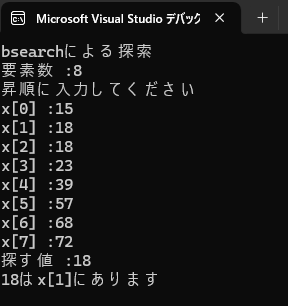 Microsoft Visual Studio デバッグ
bsearchによる探索
要素数 :8
昇順に入力してください
x[0] :15
x[1] :18
x[2] :18
x[3] :23
x[4] :39
x[5] :57
x[6] :68
x[7] :72
探す値 :18
18はx[1]にあります